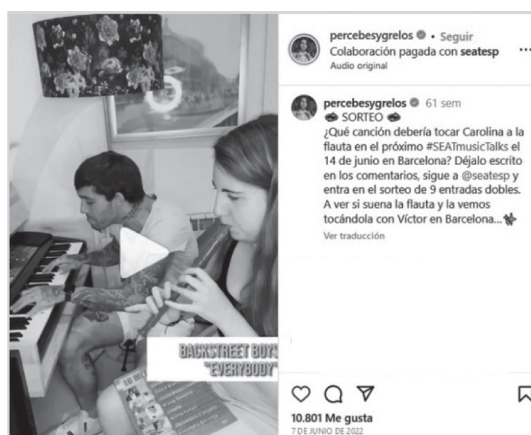 BACKSTREET BOYS
"EVERYBODY"
percebesygrelos • Seguir
Colaboración pagada con seatesp
Audio original
percebesygrelos 61 sem
SORTEO
¿Qué canción debería tocar Carolina a la
flauta en el próximo #SEATmusicTalks el
14 de junio en Barcelona? Déjalo escrito
en los comentarios, sigue a @seatesp y
entra en el sorteo de 9 entradas dobles.
A ver si suena la flauta y la vemos
tocándola con Víctor en Barcelona...
Ver traducción
10.801 Me gusta
7 DE JUNIO DE 2022